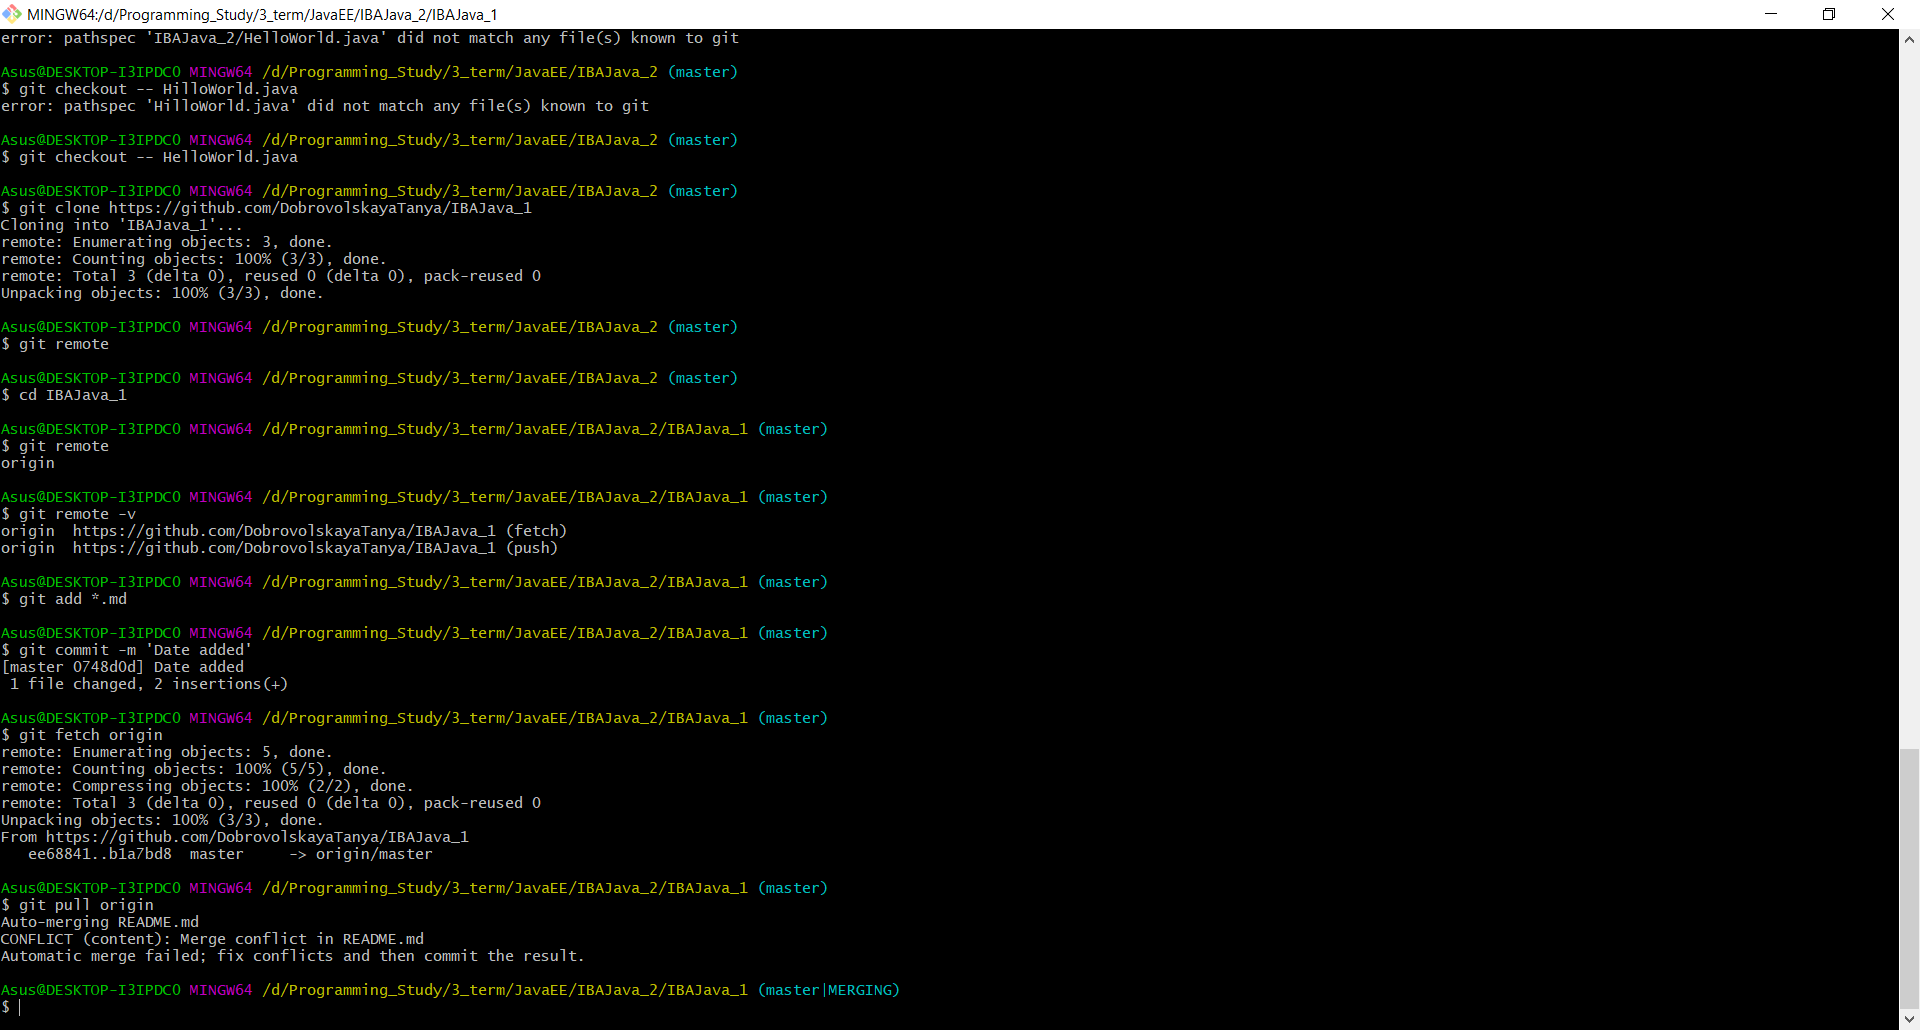 MINGW64:/d/Programming_Study/3_term/JavaEE/IBAJava_2/IBAJava_1
error: pathspec 'IBAJava_2/HelloWorld.java' did not match any file(s) known to git
Asus@DESKTOP-I3IPDC0 MINGW64 /d/Programming_Study/3_term/JavaEE/IBAJava_2 (master)
$ git checkout -- HilloWorld.java
error: pathspec 'HilloWorld.java' did not match any file(s) known to git
Asus@DESKTOP-I3IPDC0 MINGW64 /d/Programming_Study/3_term/JavaEE/IBAJava_2 (master)
$ git checkout -- HelloWorld.java
Asus@DESKTOP-I3IPDC0 MINGW64 /d/Programming_Study/3_term/JavaEE/IBAJava_2 (master)
$ git clone https://github.com/DobrovolskayaTanya/IBAJava_1
Cloning into 'IBAJava_1'...
remote: Enumerating objects: 3, done.
remote: Counting objects: 100% (3/3), done.
remote: Total 3 (delta 0), reused 0 (delta 0), pack-reused 0
Unpacking objects: 100% (3/3), done.
Asus@DESKTOP-I3IPDC0 MINGW64 /d/Programming_Study/3_term/JavaEE/IBAJava_2 (master)
$ git remote
Asus@DESKTOP-I3IPDC0 MINGW64 /d/Programming_Study/3_term/JavaEE/IBAJava_2 (master)
$ cd IBAJava_1
Asus@DESKTOP-I3IPDC0 MINGW64 /d/Programming_Study/3_term/JavaEE/IBAJava_2/IBAJava_1 (master)
$ git remote
origin
Asus@DESKTOP-I3IPDC0 MINGW64 /d/Programming_Study/3_term/JavaEE/IBAJava_2/IBAJava_1 (master)
$ git remote -v
origin  https://github.com/DobrovolskayaTanya/IBAJava_1 (fetch)
origin  https://github.com/DobrovolskayaTanya/IBAJava_1 (push)
Asus@DESKTOP-I3IPDC0 MINGW64 /d/Programming_Study/3_term/JavaEE/IBAJava_2/IBAJava_1 (master)
$ git add *.md
Asus@DESKTOP-I3IPDC0 MINGW64 /d/Programming_Study/3_term/JavaEE/IBAJava_2/IBAJava_1 (master)
$ git commit -m 'Date added'
[master 0748d0d] Date added
 1 file changed, 2 insertions(+)
Asus@DESKTOP-I3IPDC0 MINGW64 /d/Programming_Study/3_term/JavaEE/IBAJava_2/IBAJava_1 (master)
$ git fetch origin
remote: Enumerating objects: 5, done.
remote: Counting objects: 100% (5/5), done.
remote: Compressing objects: 100% (2/2), done.
remote: Total 3 (delta 0), reused 0 (delta 0), pack-reused 0
Unpacking objects: 100% (3/3), done.
From https://github.com/DobrovolskayaTanya/IBAJava_1
   ee68841..b1a7bd8  master     -> origin/master
Asus@DESKTOP-I3IPDC0 MINGW64 /d/Programming_Study/3_term/JavaEE/IBAJava_2/IBAJava_1 (master)
$ git pull origin
Auto-merging README.md
CONFLICT (content): Merge conflict in README.md
Automatic merge failed; fix conflicts and then commit the result.
Asus@DESKTOP-I3IPDC0 MINGW64 /d/Programming_Study/3_term/JavaEE/IBAJava_2/IBAJava_1 (master|MERGING)
$